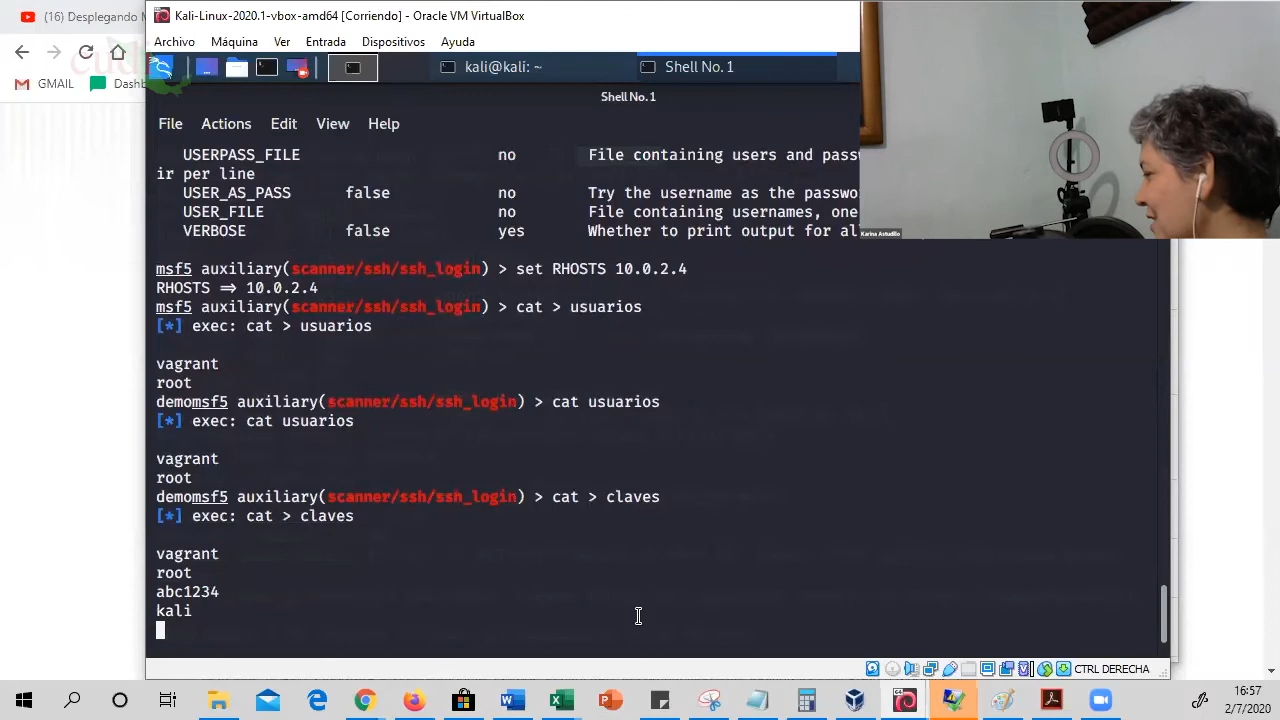 (16) Desplegando M
GMAIL
Dashb
Kali-Linux-2020.1-vbox-amd64 [Corriendo] - Oracle VM VirtualBox
Archivo Máquina Ver Entrada Dispositivos Ayuda
kali@kali: ~
Shell No. 1
Shell No. 1
File Actions Edit View Help
USERPASS_FILE no File containing users and passw
ir per line
USER_AS_PASS false no Try the username as the passwo
USER_FILE no File containing usernames, one
VERBOSE false yes Whether to print output for al
Karina Astudillo
msf5 auxiliary(scanner/ssh/ssh_login) > set RHOSTS 10.0.2.4
RHOSTS ⇒ 10.0.2.4
msf5 auxiliary(scanner/ssh/ssh_login) > cat > usuarios
[*] exec: cat > usuarios
vagrant
root
demomsf5 auxiliary(scanner/ssh/ssh_login) > cat usuarios
[*] exec: cat usuarios
vagrant
root
demomsf5 auxiliary(scanner/ssh/ssh_login) > cat > claves
[*] exec: cat > claves
vagrant
root
abc1234
kali
CTRL DERECHA
16:57
2/7/2020